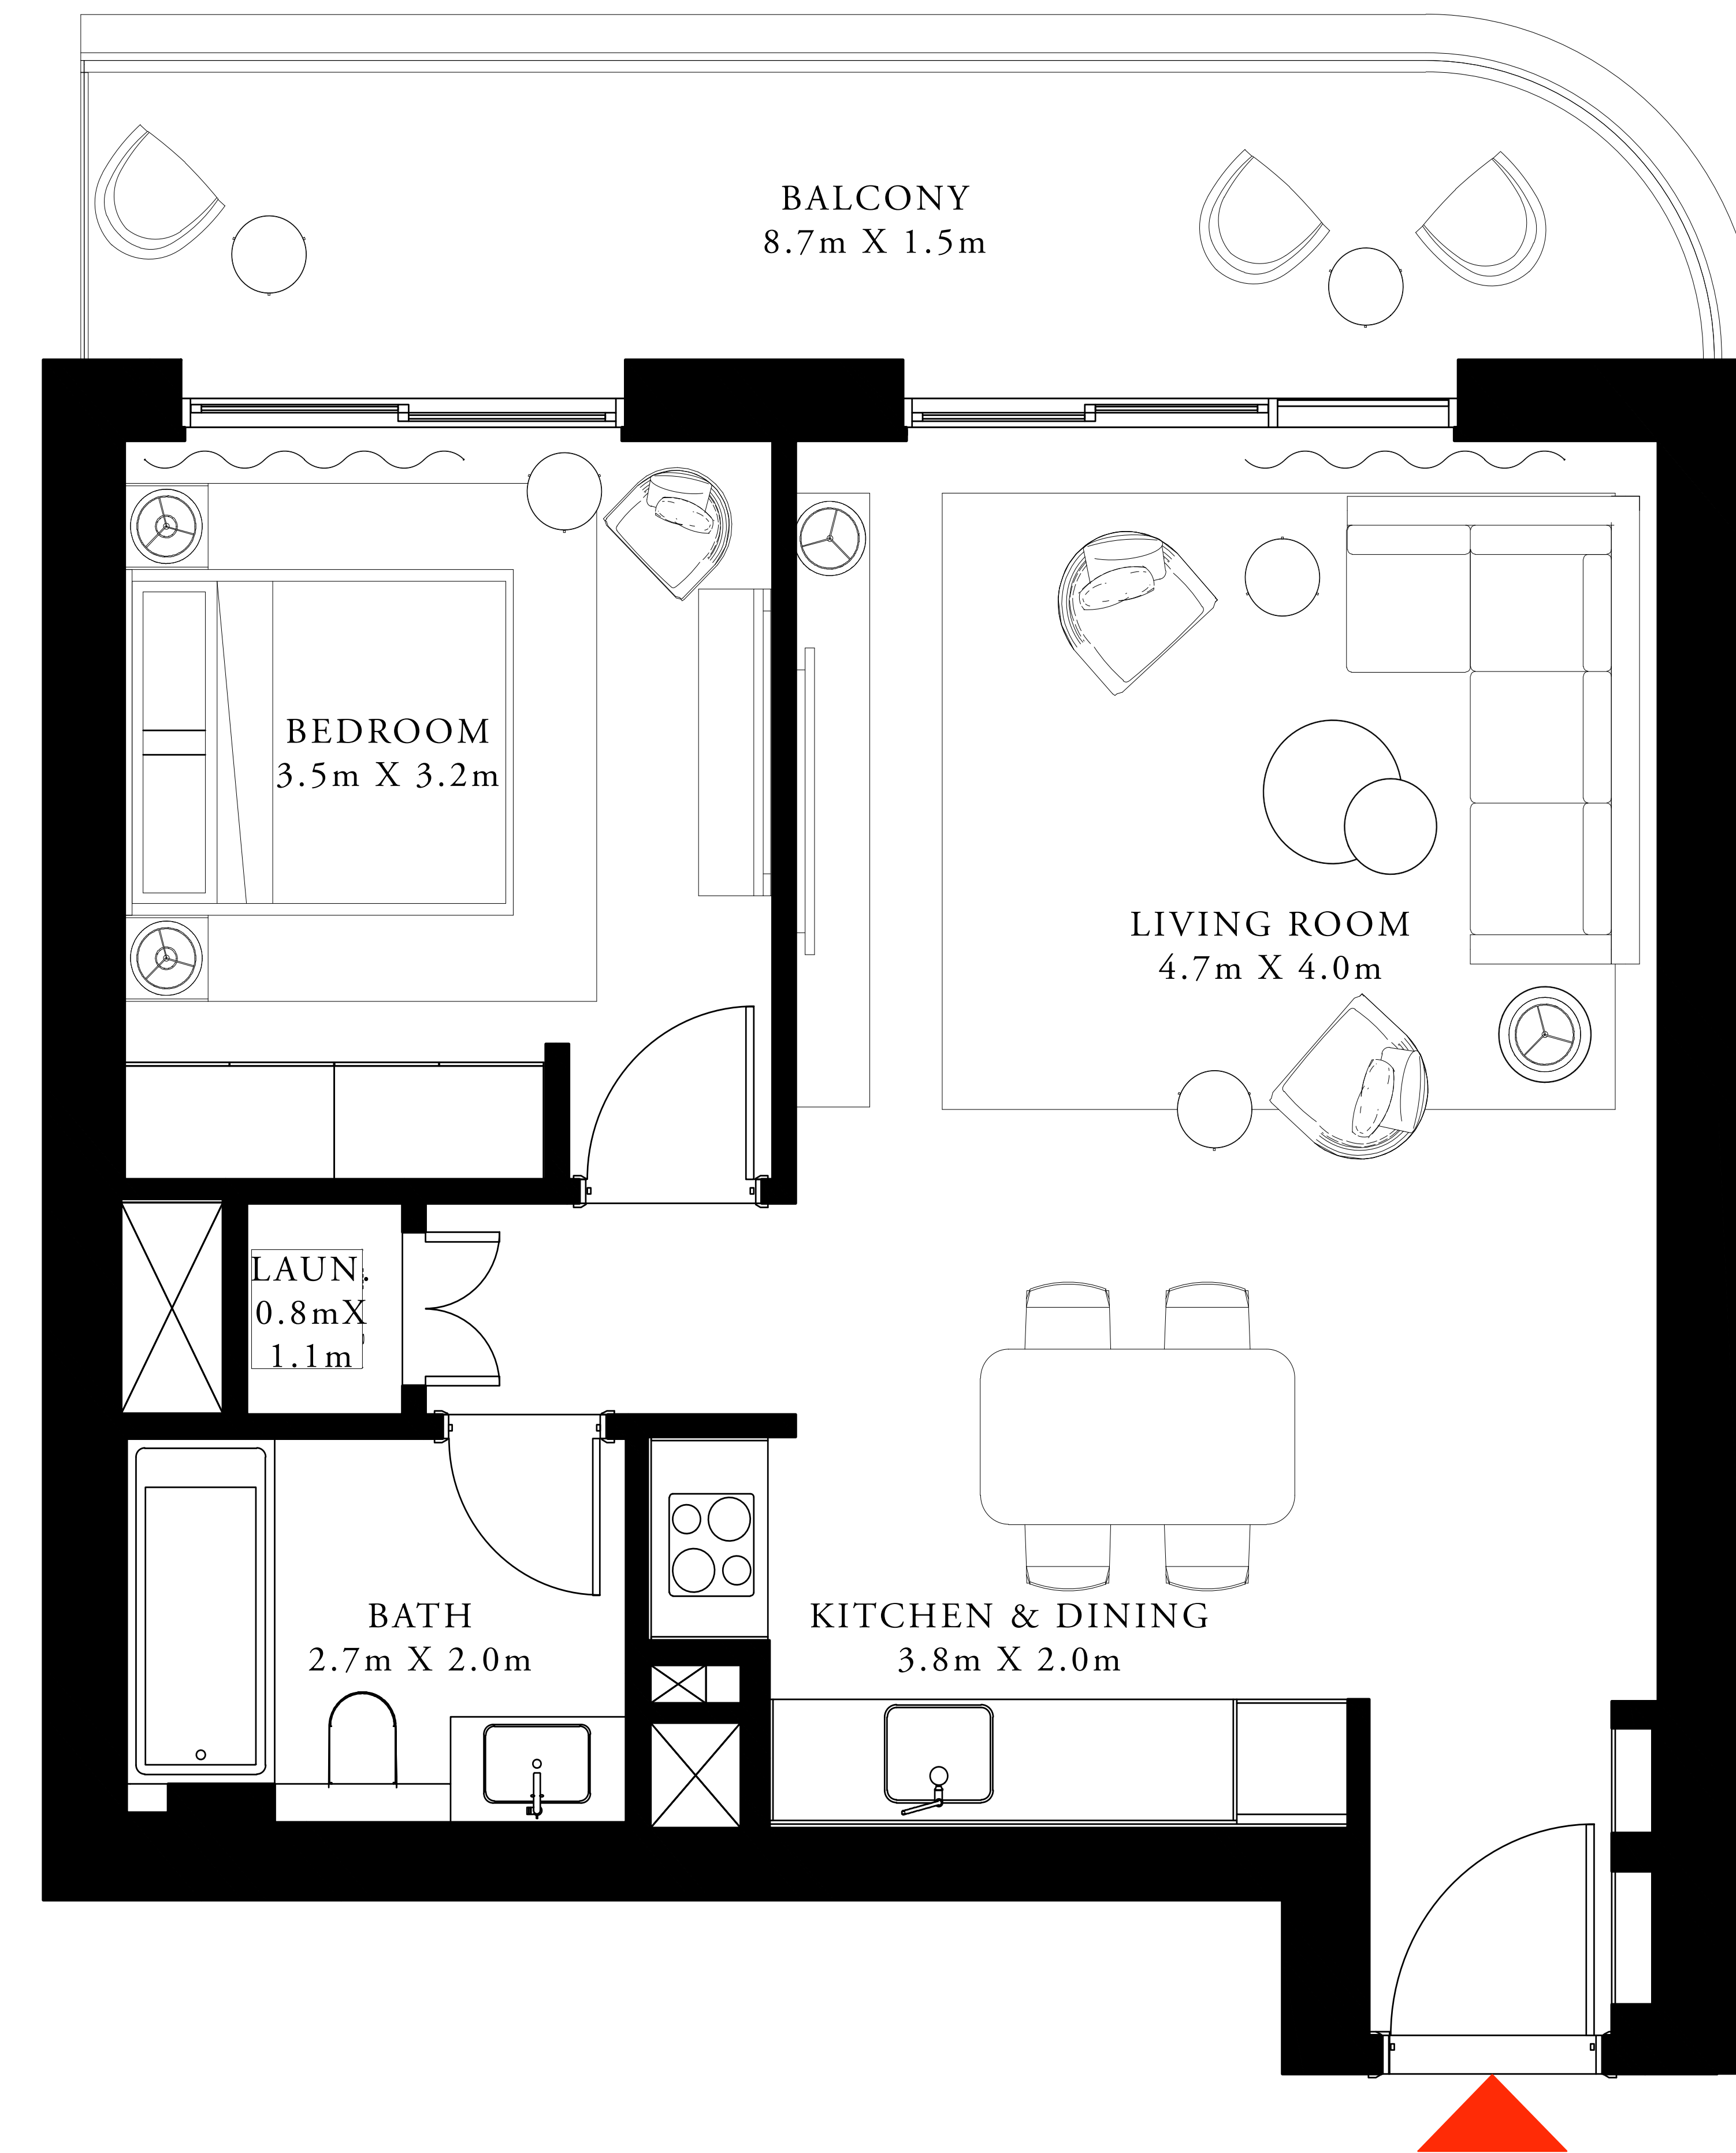 BALCONY
8.7m X 1.5m
BEDROOM
3.5m X 3.2m
LIVING ROOM
4.7m X 4.0m
LAUN.
0.8mX
1.1m
BATH
2.7m X 2.0m
KITCHEN & DINING
3.8m X 2.0m